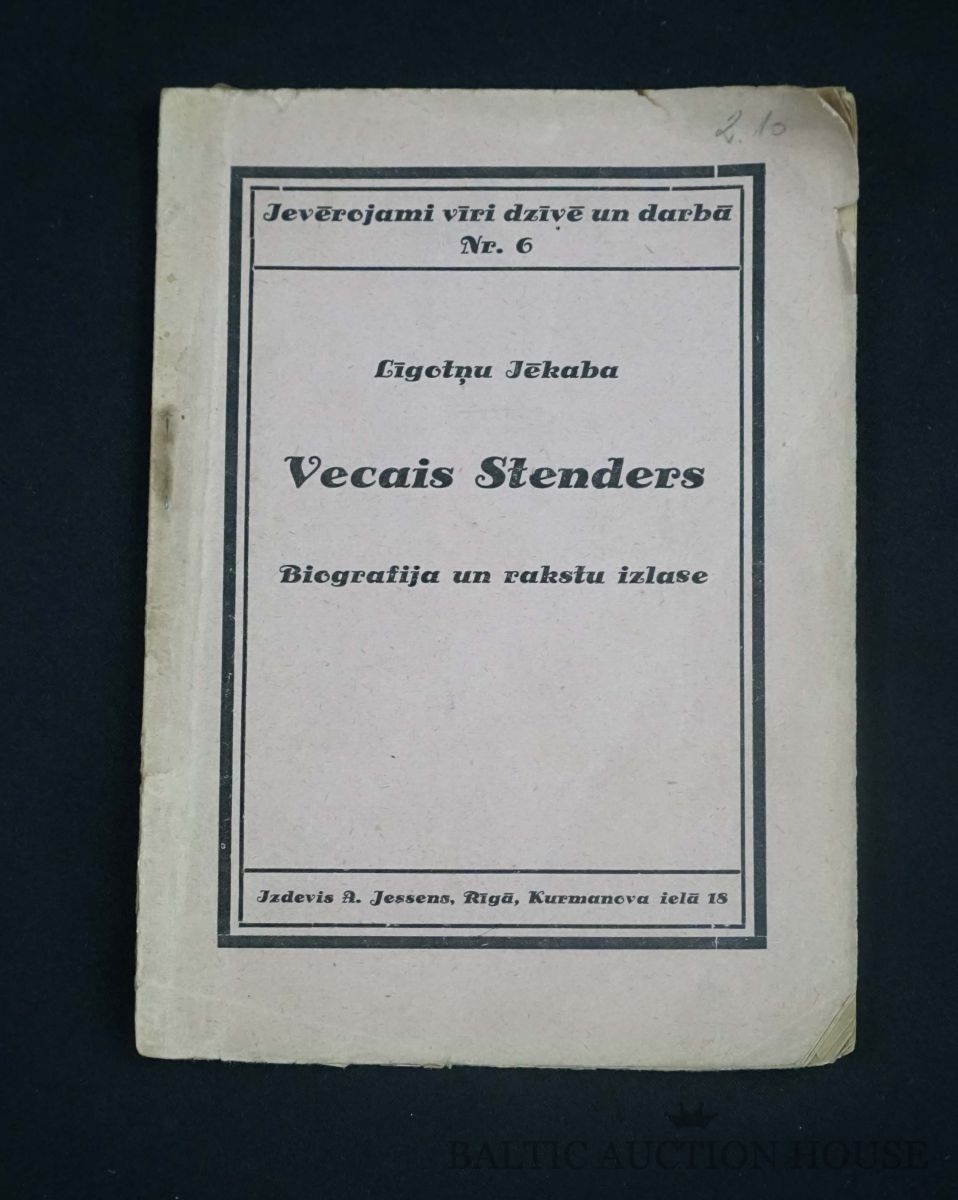 2.10
Ievērojami vīri dzīvē un darbā
Nr. 6
Līgotņu Jēkaba
Vecais Stenders
Biografija un rakstu izlase
Izdevis A. Jessens, Rīgā, Kurmanova ielā 18
BALTIC AUCTION HOUSE